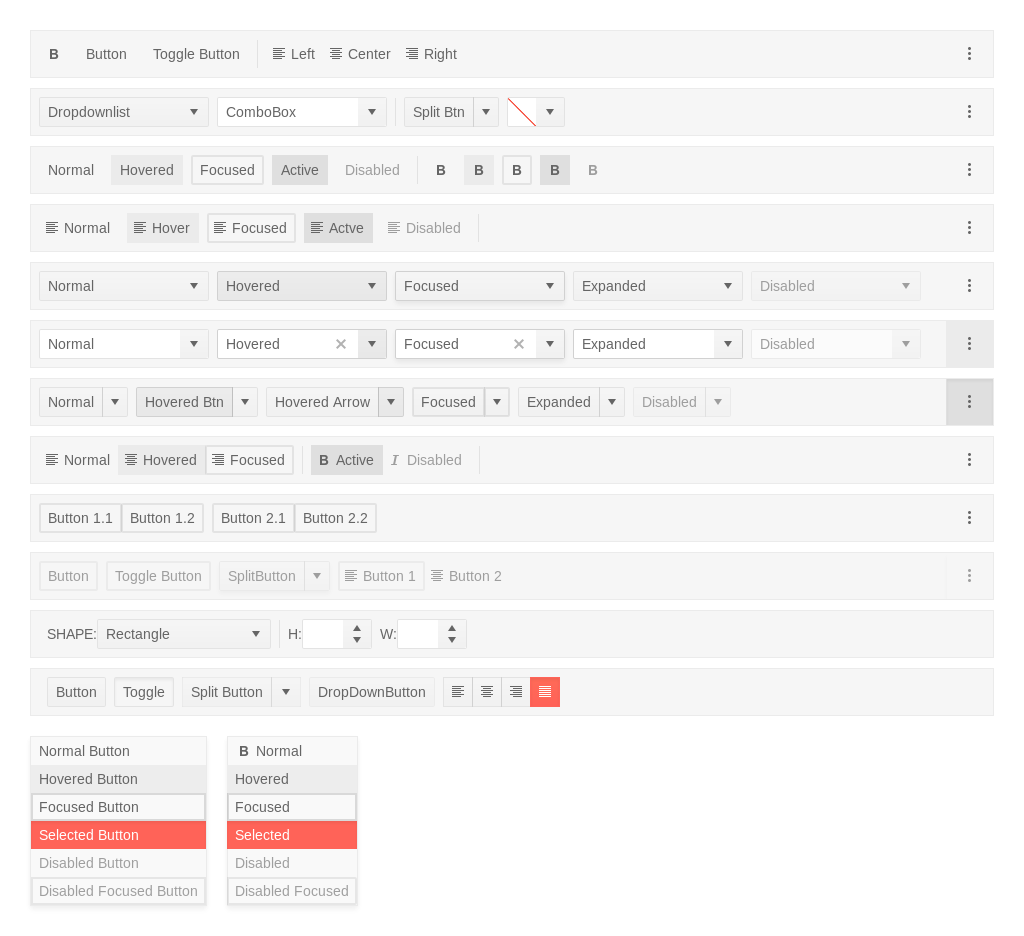 B Button Toggle Button Left Center Right
Dropdownlist ComboBox Split Btn
Normal Hovered Focused Active Disabled B B B B B
Normal Hover Focused Actve Disabled
Normal Hovered Focused Expanded Disabled
Normal Hovered Focused Expanded Disabled
Normal Hovered Btn Hovered Arrow Focused Expanded Disabled
Normal Hovered Focused B Active I Disabled
Button 1.1 Button 1.2 Button 2.1 Button 2.2
Button Toggle Button SplitButton Button 1 Button 2
SHAPE: Rectangle H: W:
Button Toggle Split Button DropDownButton
Normal Button
Hovered Button
Focused Button
Selected Button
Disabled Button
Disabled Focused Button
B Normal
Hovered
Focused
Selected
Disabled
Disabled Focused